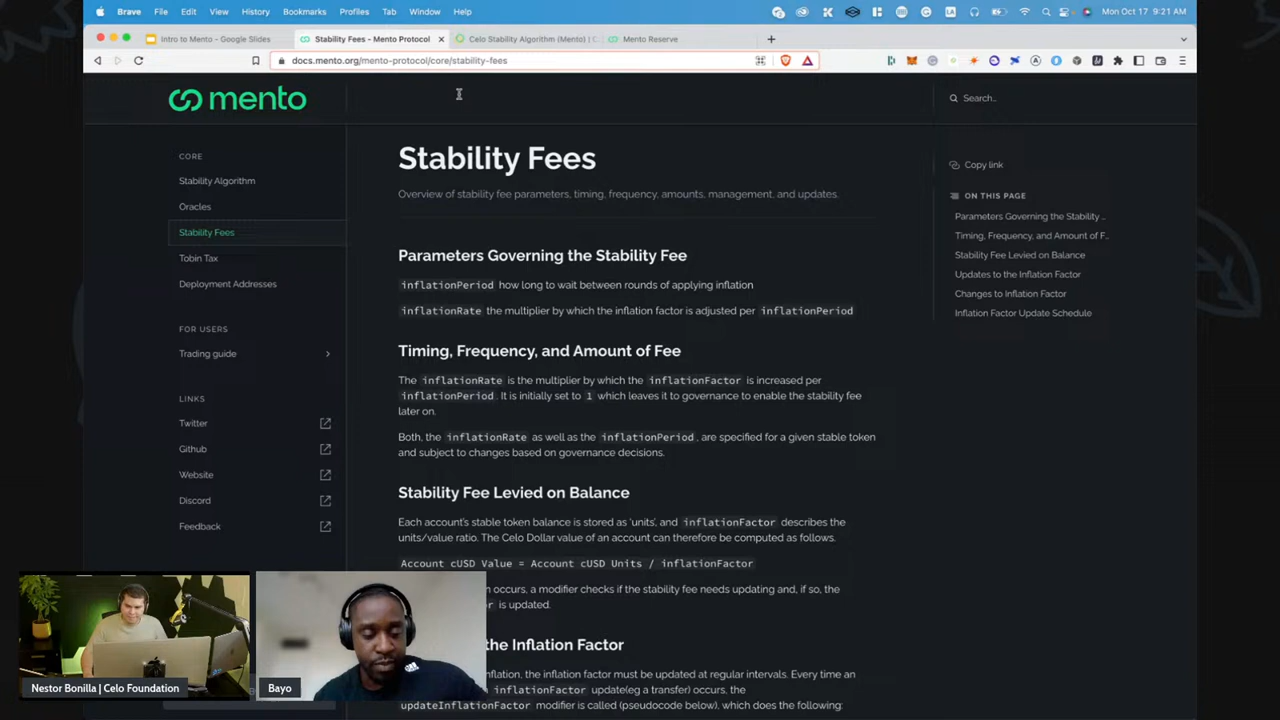 Brave File Edit View History Bookmarks Profiles Tab Window Help
Mon Oct 17 9:21 AM
Intro to Mento - Google Slides
Stability Fees - Mento Protocol
Celo Stability Algorithm (Mento) | C
Mento Reserve
docs.mento.org/mento-protocol/core/stability-fees
mento
Search...
CORE
Stability Algorithm
Oracles
Stability Fees
Tobin Tax
Deployment Addresses
FOR USERS
Trading guide
LINKS
Twitter
Github
Website
Discord
Feedback
Stability Fees
Overview of stability fee parameters, timing, frequency, amounts, management, and updates.
Parameters Governing the Stability Fee
inflationPeriod how long to wait between rounds of applying inflation
inflationRate the multiplier by which the inflation factor is adjusted per inflationPeriod
Timing, Frequency, and Amount of Fee
The inflationRate is the multiplier by which the inflationFactor is increased per
inflationPeriod. It is initially set to 1 which leaves it to governance to enable the stability fee
later on.
Both, the inflationRate as well as the inflationPeriod, are specified for a given stable token
and subject to changes based on governance decisions.
Stability Fee Levied on Balance
Each account's stable token balance is stored as 'units', and inflationFactor describes the
units/value ratio. The Celo Dollar value of an account can therefore be computed as follows.
Account cUSD Value = Account cUSD Units / inflationFactor
occurs, a modifier checks if the stability fee needs updating and, if so, the
is updated.
the Inflation Factor
the inflation factor must be updated at regular intervals. Every time an
inflationFactor update(eg a transfer) occurs, the
updateInflationFactor modifier is called (pseudocode below), which does the following:
Copy link
ON THIS PAGE
Parameters Governing the Stability ...
Timing, Frequency, and Amount of F...
Stability Fee Levied on Balance
Updates to the Inflation Factor
Changes to Inflation Factor
Inflation Factor Update Schedule
Nestor Bonilla | Celo Foundation
Bayo